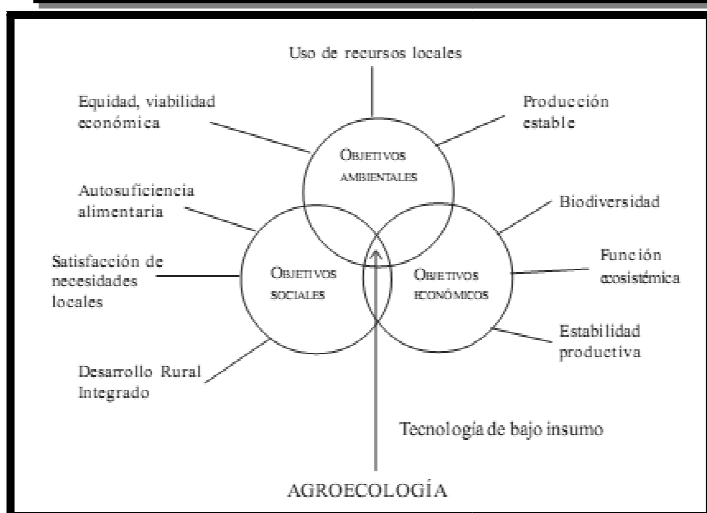 Uso de recursos locales
Equidad, viabilidad
económica
Producción
estable
OBJETIVOS
AMBIENTALES
Autosuficiencia
alimentaria
Biodiversidad
Satisfacción de
necesidades
locales
OBJETIVOS
SOCIALES
OBJETIVOS
ECONÓMICOS
Función
ecosistémica
Estabilidad
productiva
Desarrollo Rural
Integrado
Tecnología de bajo insumo
AGROECOLOGÍA